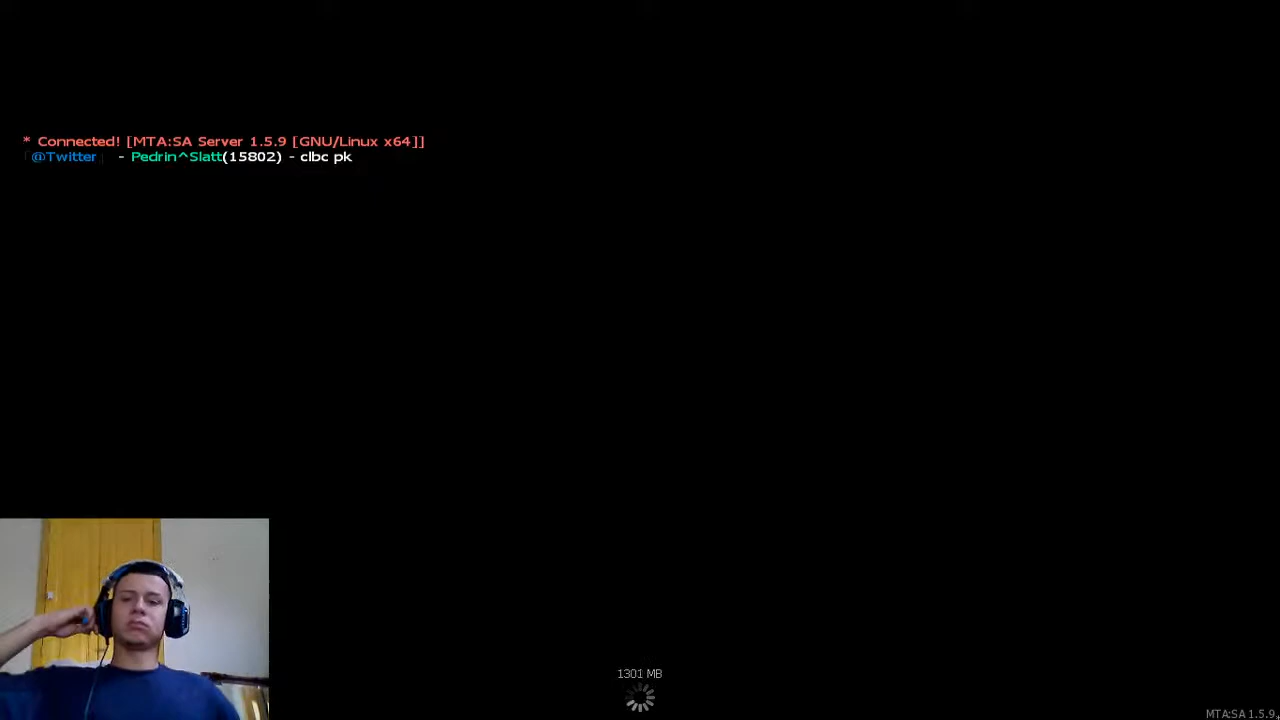 * Connected! [MTA:SA Server 1.5.9 [GNU/Linux x64]]
「@Twitter」 - Pedrin^Slatt(15802) - clbc pk
1301 MB
MTA:SA 1.5.9